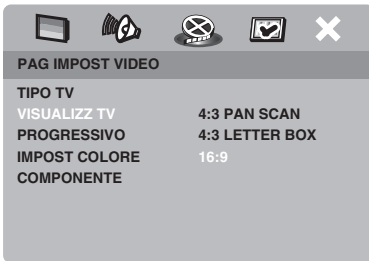 PAG IMPOST VIDEO
TIPO TV
VISUALIZZ TV 4:3 PAN SCAN
PROGRESSIVO 4:3 LETTER BOX
IMPOST COLORE 16:9
COMPONENTE